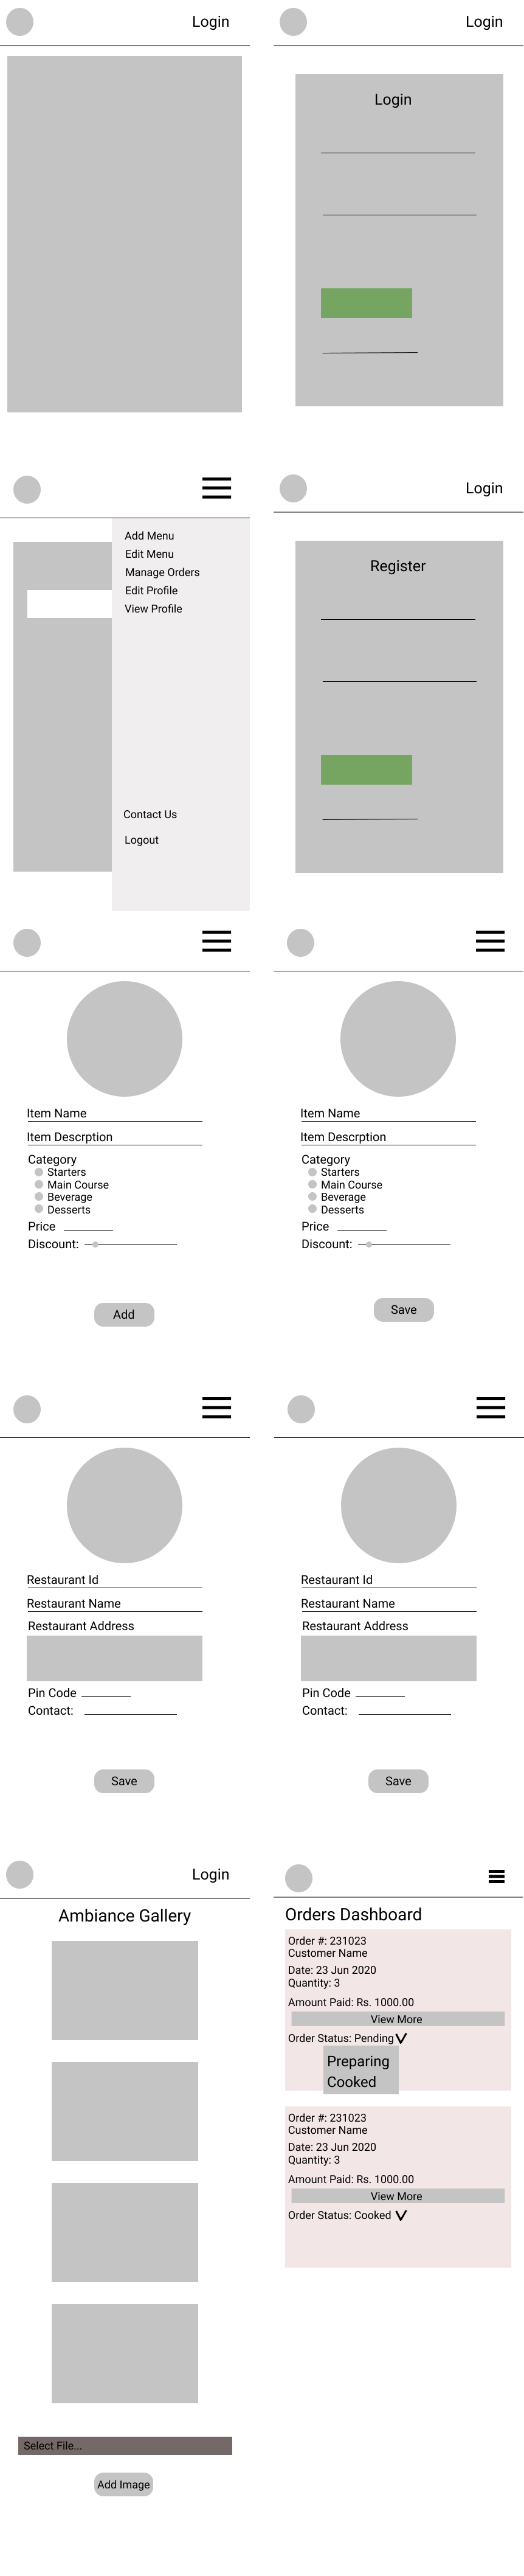 Login
Login
Login
Add Menu
Edit Menu
Manage Orders
Edit Profile
View Profile
Contact Us
Logout
Login
Register
Item Name
Item Descrption
Category
Starters
Main Course
Beverage
Desserts
Price
Discount:
Add
Item Name
Item Descrption
Category
Starters
Main Course
Beverage
Desserts
Price
Discount:
Save
Restaurant Id
Restaurant Name
Restaurant Address
Pin Code
Contact:
Save
Restaurant Id
Restaurant Name
Restaurant Address
Pin Code
Contact:
Save
Login
Ambiance Gallery
Select File...
Add Image
Orders Dashboard
Order #: 231023
Customer Name
Date: 23 Jun 2020
Quantity: 3
Amount Paid: Rs. 1000.00
View More
Order Status: Pending
Preparing
Cooked
Order #: 231023
Customer Name
Date: 23 Jun 2020
Quantity: 3
Amount Paid: Rs. 1000.00
View More
Order Status: Cooked